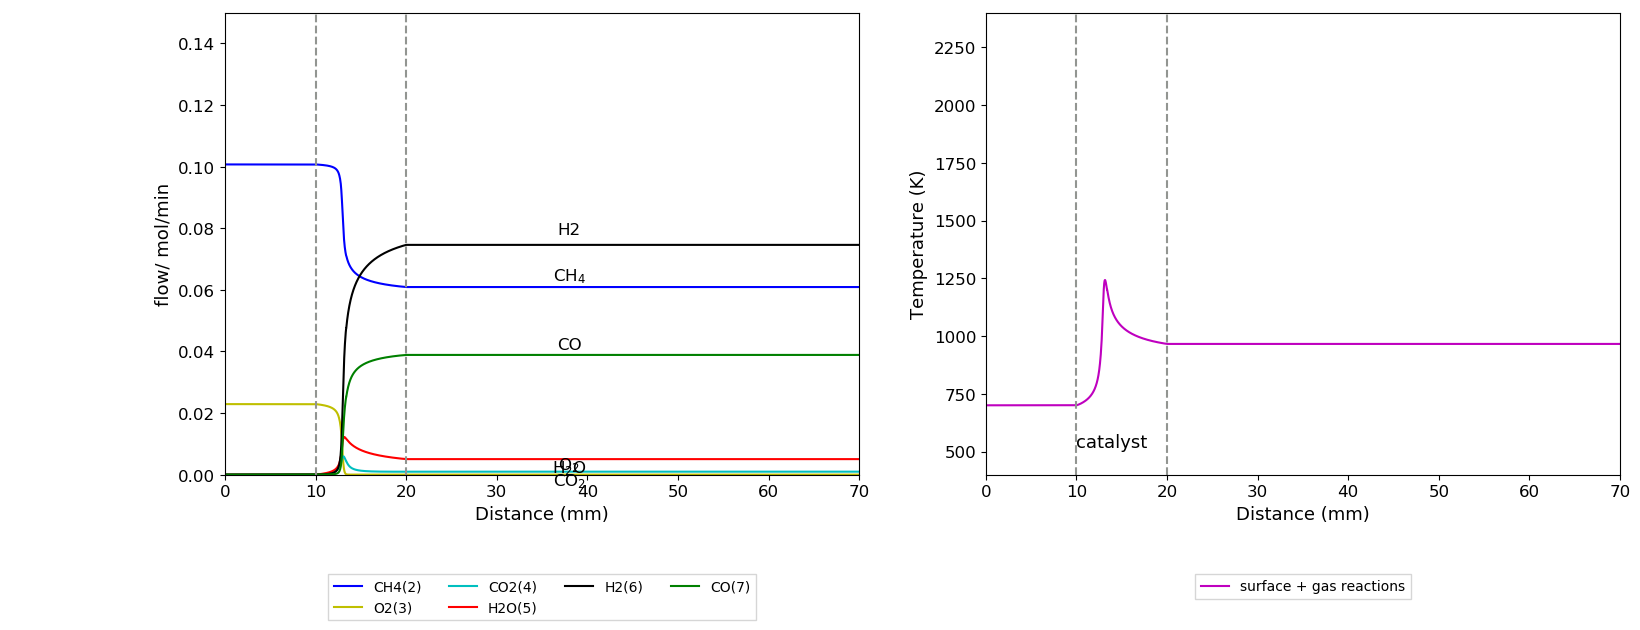 0.14
0.12
0.10
0.08
0.06
0.04
0.02
0.00
flow/ mol/min
H2
CH₄
CO
O₂
H₂O
CO₂
0 10 20 30 40 50 60 70
Distance (mm)
CH4(2) CO2(4) H2(6) CO(7)
O2(3) H2O(5)
2250
2000
1750
1500
1250
1000
750
500
Temperature (K)
catalyst
0 10 20 30 40 50 60 70
Distance (mm)
surface + gas reactions